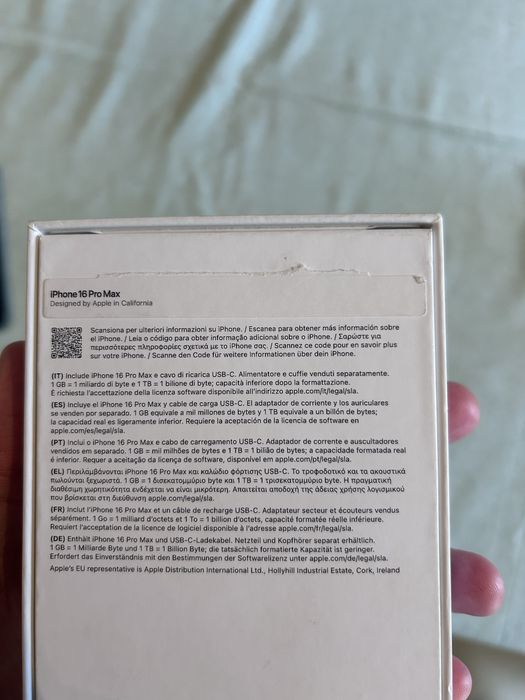 iPhone 16 Pro Max
Designed by Apple in California
Scansiona per ulteriori informazioni su iPhone. / Escanea para obtener más información sobre
el iPhone. / Leia o código para obter informação adicional sobre o iPhone. / Σαρώστε για
περισσότερες πληροφορίες σχετικά με το iPhone σας. / Scannez ce code pour en savoir plus
sur votre iPhone. / Scanne den Code für weitere Informationen über dein iPhone.
(IT) Include iPhone 16 Pro Max e cavo di ricarica USB-C. Alimentatore e cuffie venduti separatamente.
1 GB = 1 miliardo di byte e 1 TB = 1 bilione di byte; capacità inferiore dopo la formattazione.
È richiesta l'accettazione della licenza software disponibile all'indirizzo apple.com/it/legal/sla.
(ES) Incluye el iPhone 16 Pro Max y cable de carga USB-C. El adaptador de corriente y los auriculares
se venden por separado. 1 GB equivale a mil millones de bytes y 1 TB equivale a un billón de bytes;
la capacidad real es ligeramente inferior. Requiere la aceptación de la licencia de software en
apple.com/es/legal/sla.
(PT) Inclui o iPhone 16 Pro Max e cabo de carregamento USB-C. Adaptador de corrente e auscultadores
vendidos em separado. 1 GB = mil milhões de bytes e 1 TB = 1 bilião de bytes; a capacidade formatada real
é inferior. Requer a aceitação da licença de software, disponível em apple.com/pt/legal/sla.
(EL) Περιλαμβάνονται iPhone 16 Pro Max και καλώδιο φόρτισης USB-C. Το τροφοδοτικό και τα ακουστικά
πωλούνται ξεχωριστά. 1 GB = 1 δισεκατομμύριο byte και 1 TB = 1 τρισεκατομμύριο byte. Η πραγματική
διαθέσιμη χωρητικότητα ενδέχεται να είναι μικρότερη. Απαιτείται αποδοχή της άδειας χρήσης λογισμικού
που βρίσκεται στη διεύθυνση apple.com/legal/sla.
(FR) Inclut l'iPhone 16 Pro Max et un câble de recharge USB-C. Adaptateur secteur et écouteurs vendus
séparément. 1 Go = 1 milliard d'octets et 1 To = 1 billion d'octets, capacité formatée réelle inférieure.
Requiert l'acceptation de la licence de logiciel disponible à l'adresse apple.com/fr/legal/sla.
(DE) Enthält iPhone 16 Pro Max und USB-C-Ladekabel. Netzteil und Kopfhörer separat erhältlich.
1 GB = 1 Milliarde Byte und 1 TB = 1 Billion Byte; die tatsächlich formatierte Kapazität ist geringer.
Erfordert das Einverständnis mit den Bestimmungen der Softwarelizenz unter apple.com/de/legal/sla.
Apple's EU representative is Apple Distribution International Ltd., Hollyhill Industrial Estate, Cork, Ireland